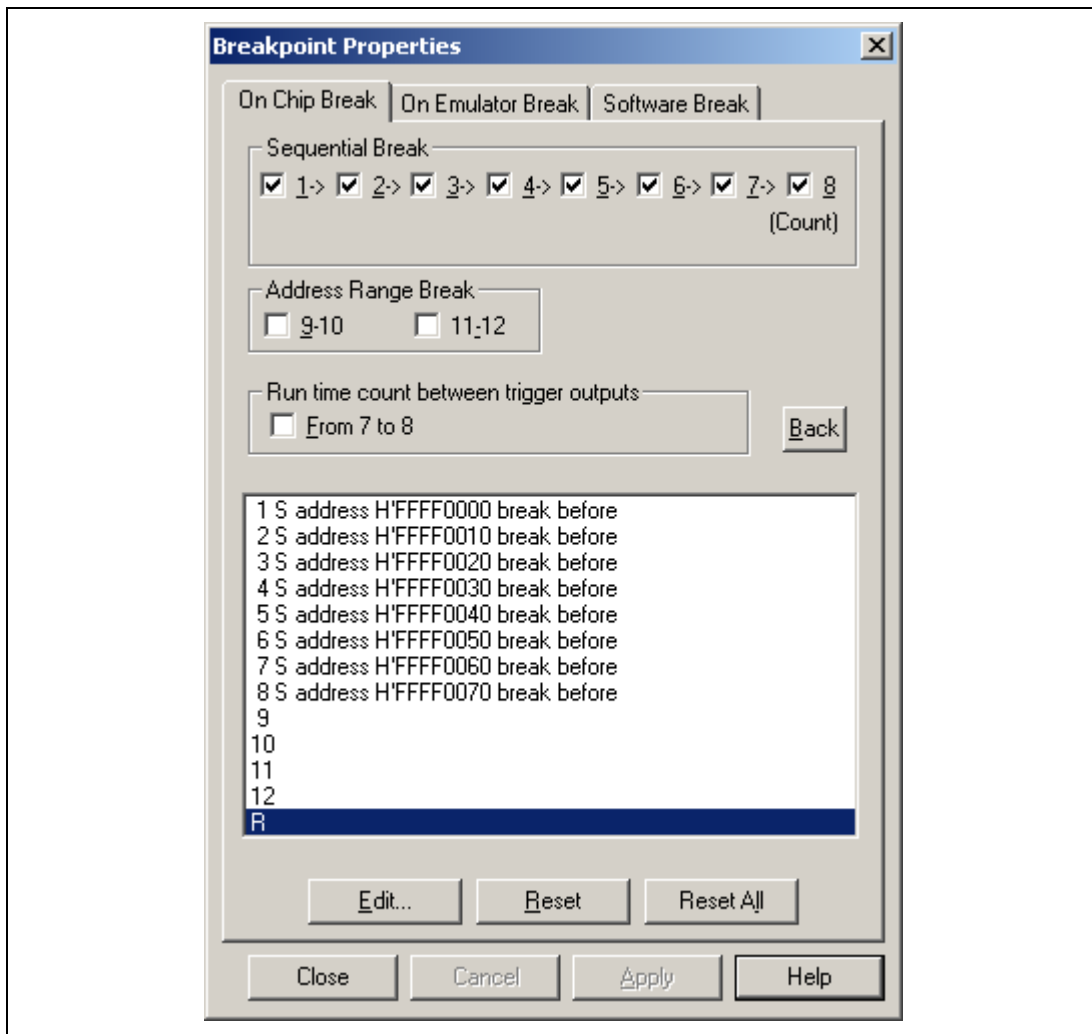 Breakpoint Properties
On Chip Break On Emulator Break Software Break
Sequential Break
1-> 2-> 3-> 4-> 5-> 6-> 7-> 8
(Count)
Address Range Break
9-10 11-12
Run time count between trigger outputs
From 7 to 8
Back
1 S address H'FFFF0000 break before
2 S address H'FFFF0010 break before
3 S address H'FFFF0020 break before
4 S address H'FFFF0030 break before
5 S address H'FFFF0040 break before
6 S address H'FFFF0050 break before
7 S address H'FFFF0060 break before
8 S address H'FFFF0070 break before
9
10
11
12
R
Edit... Reset Reset All
Close Cancel Apply Help